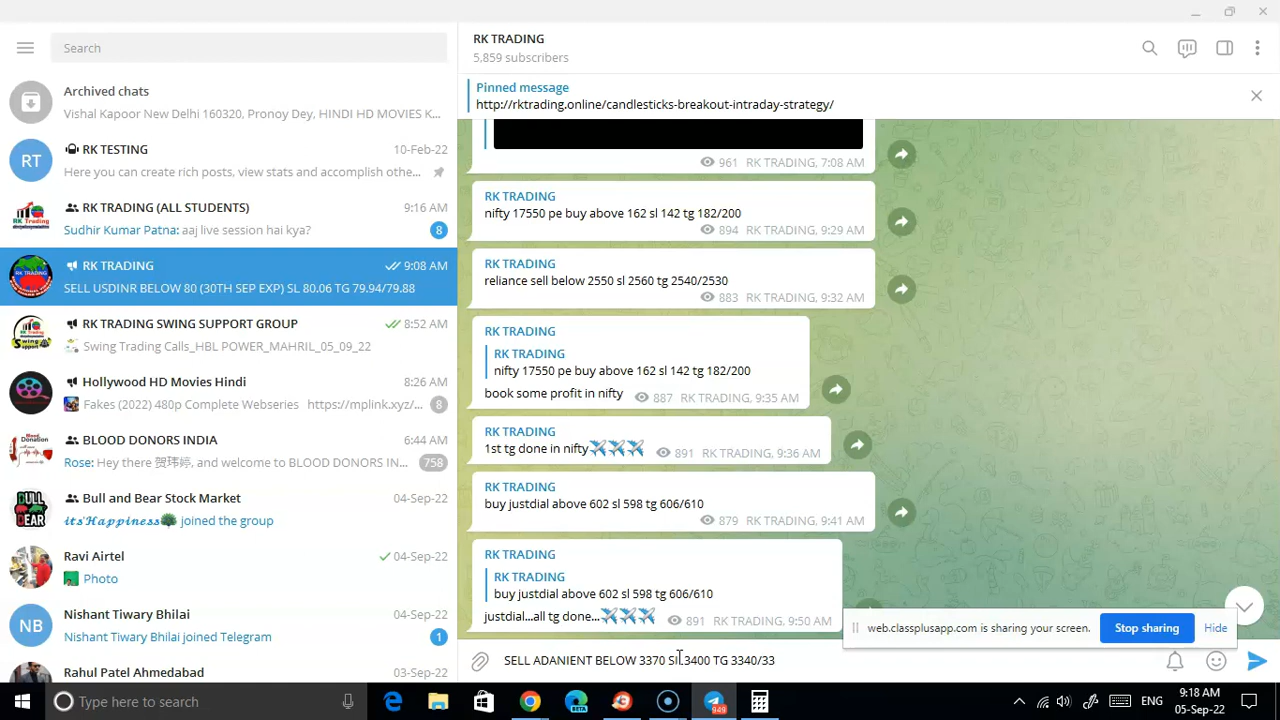 Search
Archived chats
Vishal Kapoor New Delhi 160320, Pronoy Dey, HINDI HD MOVIES K...
RT
RK TESTING
10-Feb-22
Here you can create rich posts, view stats and accomplish othe...
RK TRADING (ALL STUDENTS)
9:16 AM
Sudhir Kumar Patna: aaj live session hai kya?
8
RK TRADING
9:08 AM
SELL USDINR BELOW 80 (30TH SEP EXP) SL 80.06 TG 79.94/79.88
RK TRADING SWING SUPPORT GROUP
8:52 AM
Swing Trading Calls_HBL POWER_MAHRIL_05_09_22
Hollywood HD Movies Hindi
8:26 AM
Fakes (2022) 480p Complete Webseries https://mplink.xyz/...
8
BLOOD DONORS INDIA
6:44 AM
Rose: Hey there 贺玮婷, and welcome to BLOOD DONORS IN...
758
Bull and Bear Stock Market
04-Sep-22
𝓲𝓽𝓼'𝓗𝓪𝓹𝓹𝓲𝓷𝓮𝓼𝓼🌳 joined the group
Ravi Airtel
04-Sep-22
Photo
NB
Nishant Tiwary Bhilai
04-Sep-22
Nishant Tiwary Bhilai joined Telegram
1
Rahul Patel Ahmedabad
04-Sep-22
RK TRADING
5,859 subscribers
Pinned message
http://rktrading.online/candlesticks-breakout-intraday-strategy/
961 RK TRADING, 7:08 AM
RK TRADING
nifty 17550 pe buy above 162 sl 142 tg 182/200
894 RK TRADING, 9:29 AM
RK TRADING
reliance sell below 2550 sl 2560 tg 2540/2530
883 RK TRADING, 9:32 AM
RK TRADING
RK TRADING
nifty 17550 pe buy above 162 sl 142 tg 182/200
book some profit in nifty
887 RK TRADING, 9:35 AM
RK TRADING
1st tg done in nifty✈✈✈
891 RK TRADING, 9:36 AM
RK TRADING
buy justdial above 602 sl 598 tg 606/610
879 RK TRADING, 9:41 AM
RK TRADING
RK TRADING
buy justdial above 602 sl 598 tg 606/610
justdial...all tg done...✈✈✈
891 RK TRADING, 9:50 AM
web.classplusapp.com is sharing your screen.
Stop sharing
Hide
SELL ADANIENT BELOW 3370 SL 3400 TG 3340/33
Type here to search
BETA
949
ENG
9:18 AM
05-Sep-22